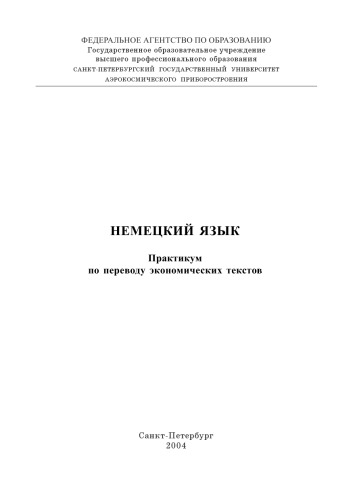 ФЕДЕРАЛЬНОЕ АГЕНТСТВО ПО ОБРАЗОВАНИЮ
Государственное образовательное учреждение
высшего профессионального образования
САНКТ-ПЕТЕРБУРГСКИЙ ГОСУДАРСТВЕННЫЙ УНИВЕРСИТЕТ
АЭРОКОСМИЧЕСКОГО ПРИБОРОСТРОЕНИЯ
НЕМЕЦКИЙ ЯЗЫК
Практикум
по переводу экономических текстов
Санкт-Петербург
2004